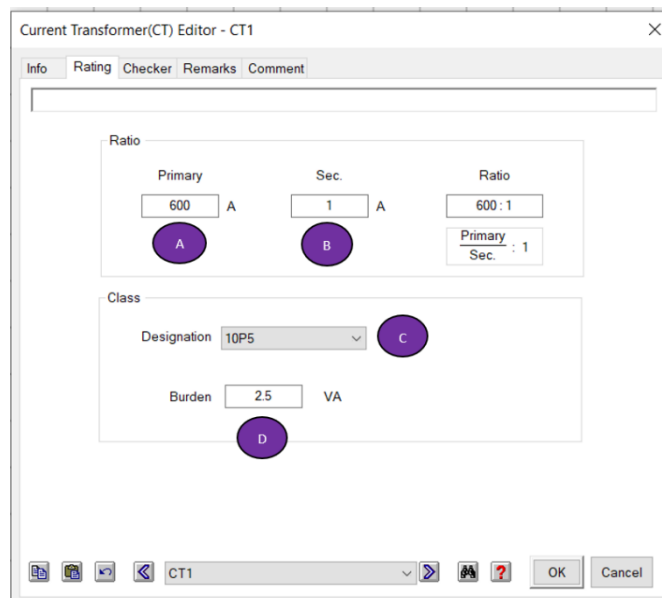 Current Transformer(CT) Editor - CT1
Info Rating Checker Remarks Comment
Ratio
Primary Sec. Ratio
600 A 1 A 600 : 1
A B Primary
Sec. : 1
Class
Designation 10P5 C
Burden 2.5 VA
D
CT1 ? OK Cancel